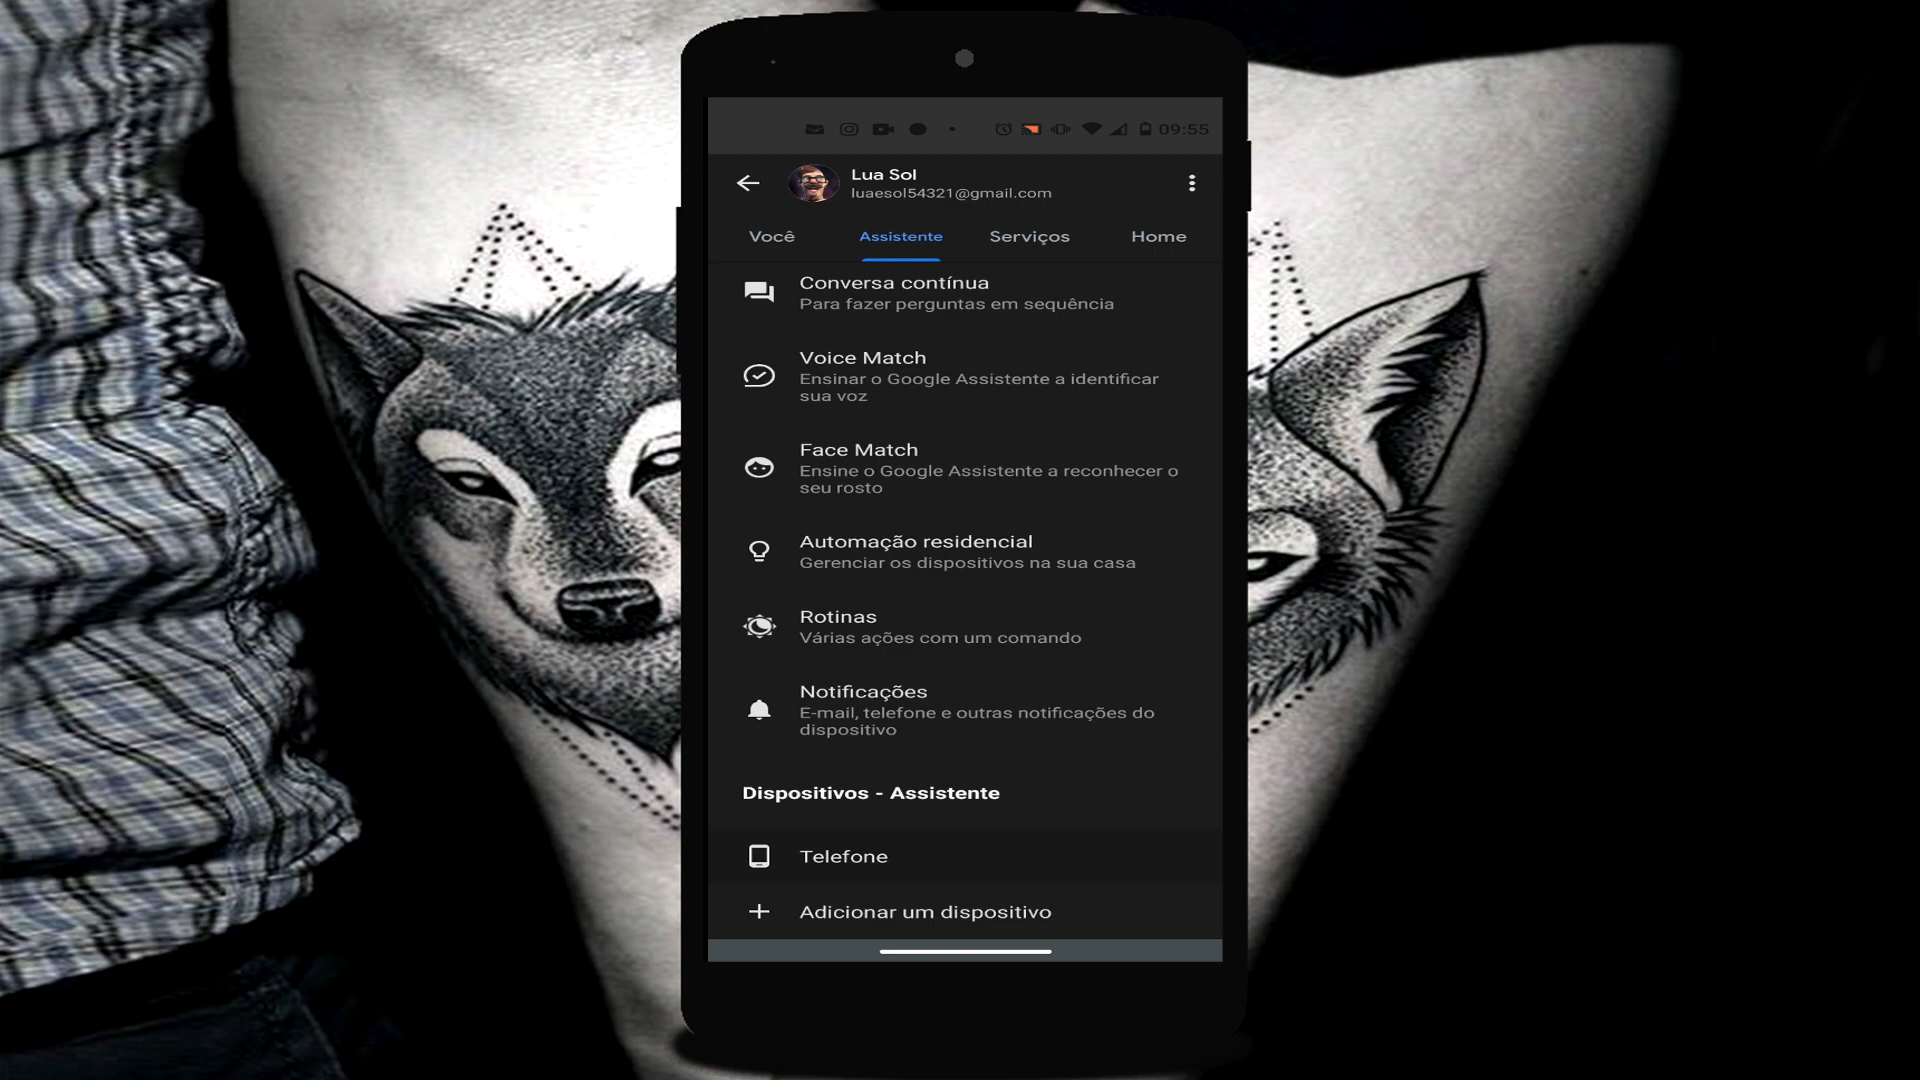 09:55
Lua Sol
luaesol54321@gmail.com
Você Assistente Serviços Home
Conversa contínua
Para fazer perguntas em sequência
Voice Match
Ensinar o Google Assistente a identificar
sua voz
Face Match
Ensine o Google Assistente a reconhecer o
seu rosto
Automação residencial
Gerenciar os dispositivos na sua casa
Rotinas
Várias ações com um comando
Notificações
E-mail, telefone e outras notificações do
dispositivo
Dispositivos - Assistente
Telefone
Adicionar um dispositivo